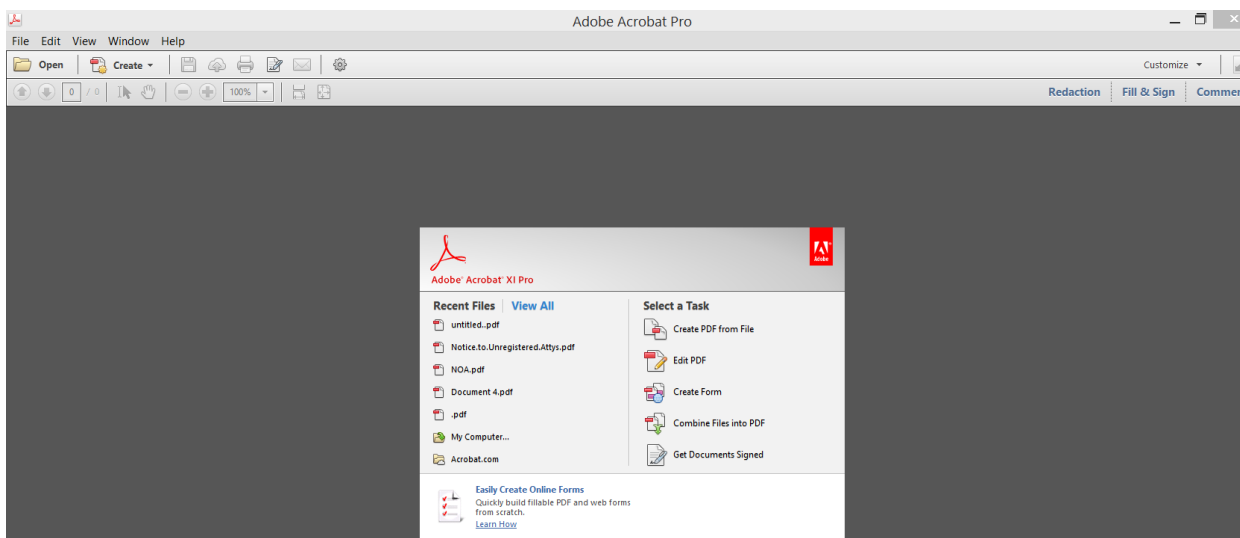 Adobe Acrobat Pro
File Edit View Window Help
Open Create Customize
0 / 0 100% Redaction Fill & Sign
Adobe
Adobe® Acrobat® XI Pro
Recent Files View All Select a Task
untitled..pdf Create PDF from File
Notice.to.Unregistered.Attys.pdf
NOA.pdf Edit PDF
Document 4.pdf Create Form
.pdf Combine Files into PDF
My Computer...
Acrobat.com Get Documents Signed
Easily Create Online Forms
Quickly build fillable PDF and web forms
from scratch.
Learn How